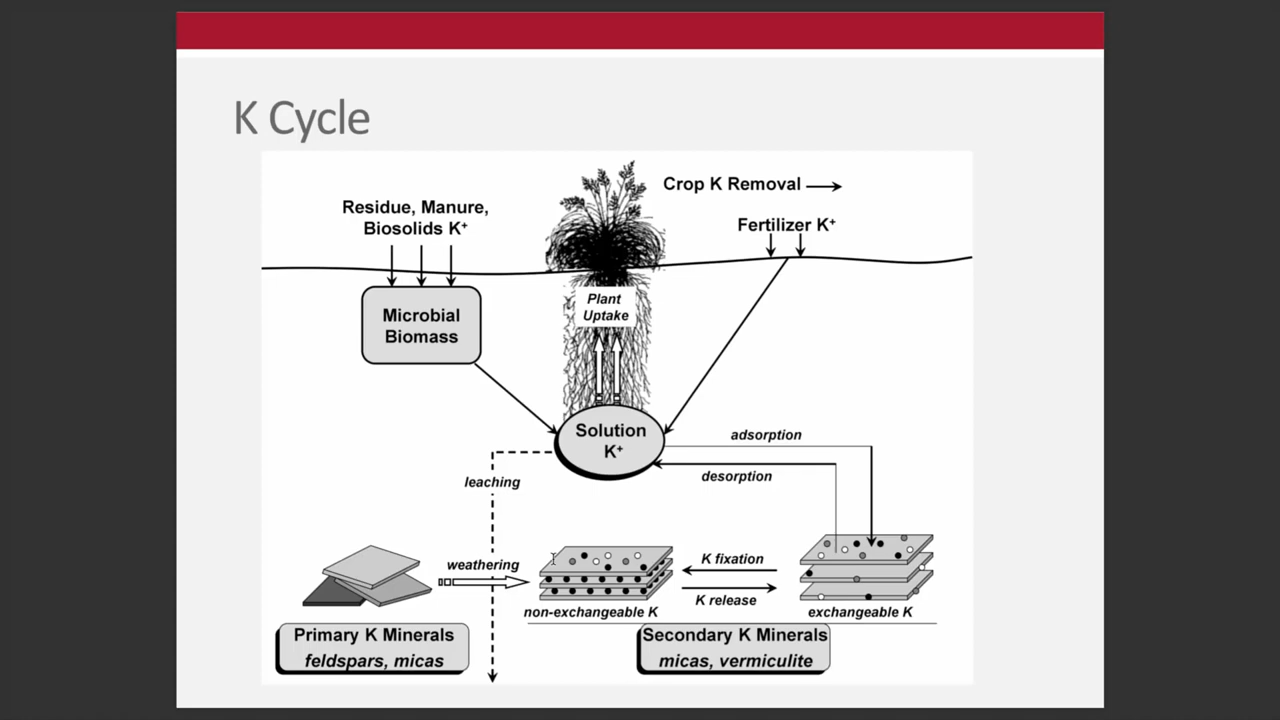 K Cycle
Crop K Removal
Residue, Manure,
Biosolids K⁺
Fertilizer K⁺
Plant
Uptake
Microbial
Biomass
Solution
K⁺
adsorption
desorption
leaching
weathering
K fixation
K release
non-exchangeable K
exchangeable K
Primary K Minerals
feldspars, micas
Secondary K Minerals
micas, vermiculite